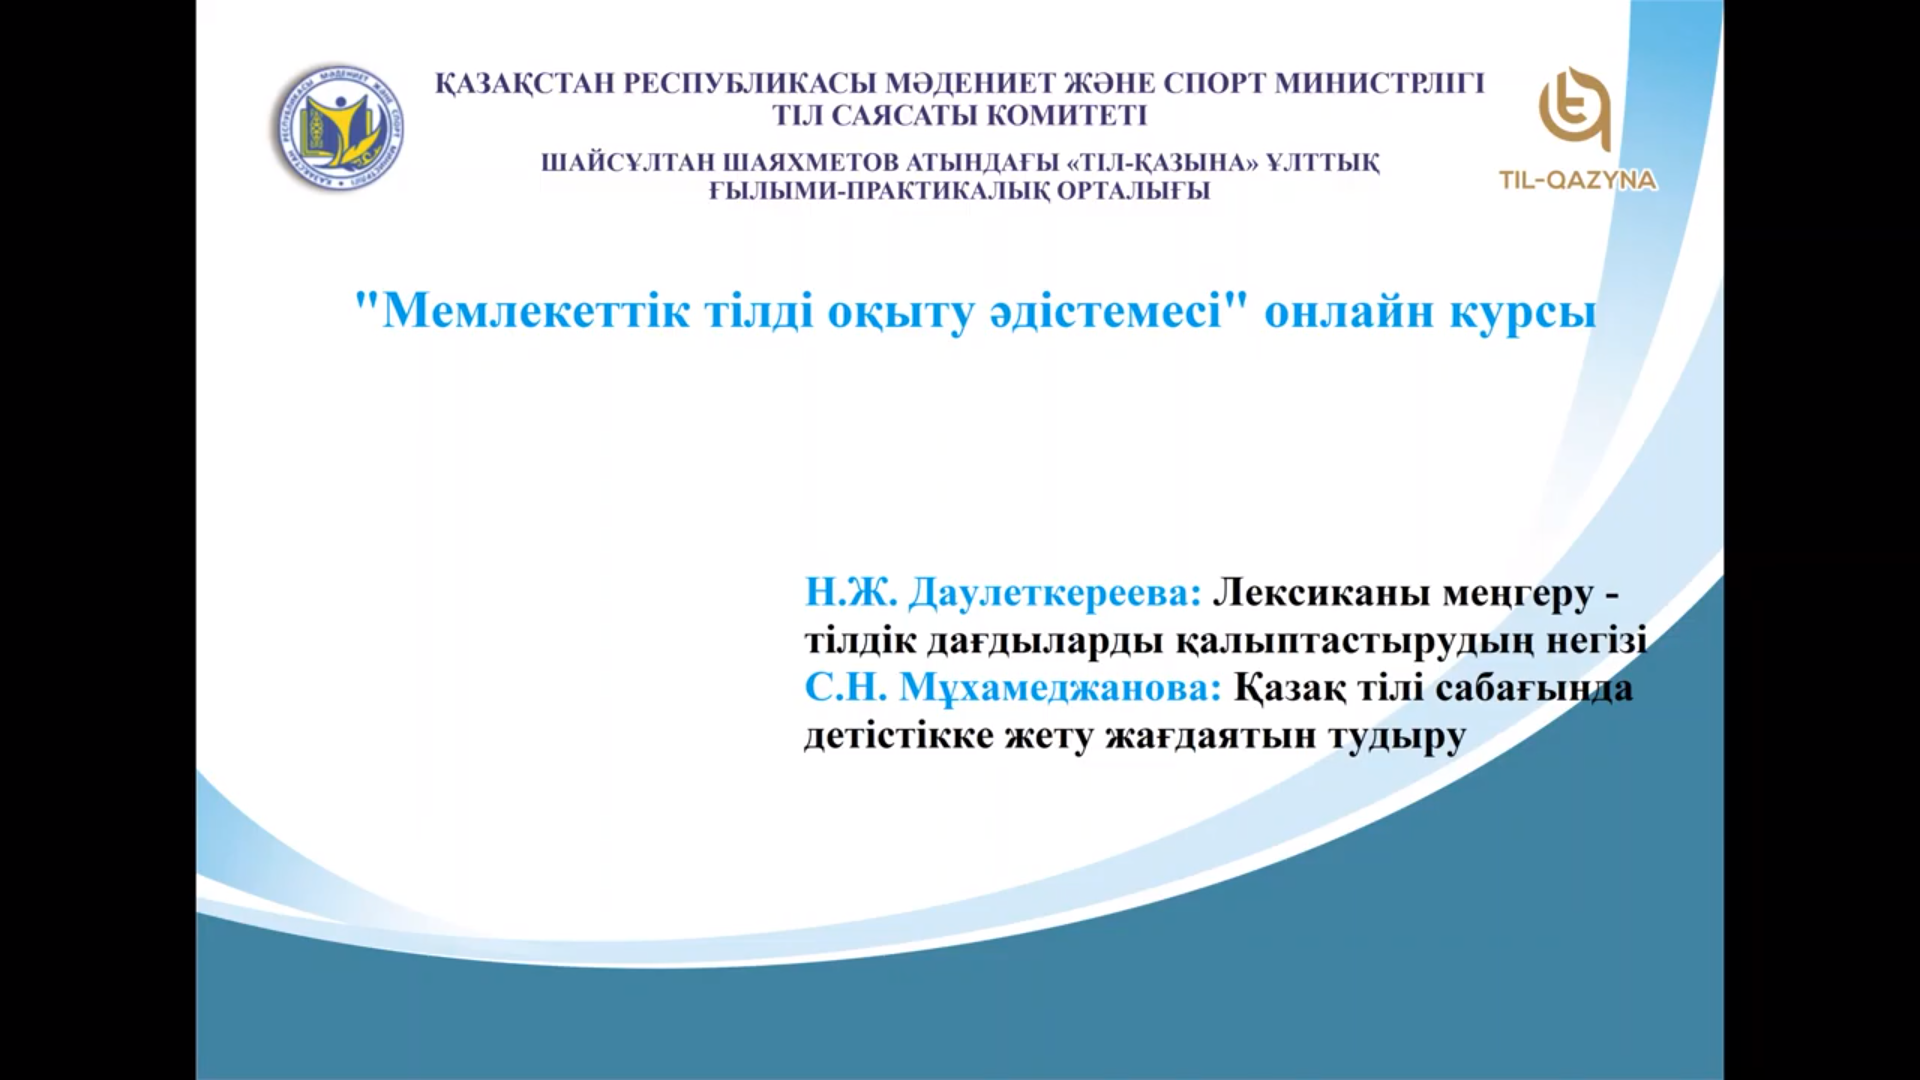 ҚАЗАҚСТАН РЕСПУБЛИКАСЫ МӘДЕНИЕТ ЖӘНЕ СПОРТ МИНИСТРЛІГІ
ТІЛ САЯСАТЫ КОМИТЕТІ
ШАЙСҰЛТАН ШАЯХМЕТОВ АТЫНДАҒЫ «ТІЛ-ҚАЗЫНА» ҰЛТТЫҚ
ҒЫЛЫМИ-ПРАКТИКАЛЫҚ ОРТАЛЫҒЫ
TIL-QAZYNA
"Мемлекеттік тілді оқыту әдістемесі" онлайн курсы
Н.Ж. Даулеткереева: Лексиканы меңгеру -
тілдік дағдыларды қалыптастырудың негізі
С.Н. Мұхамеджанова: Қазақ тілі сабағында
детістікке жету жағдаятын тудыру